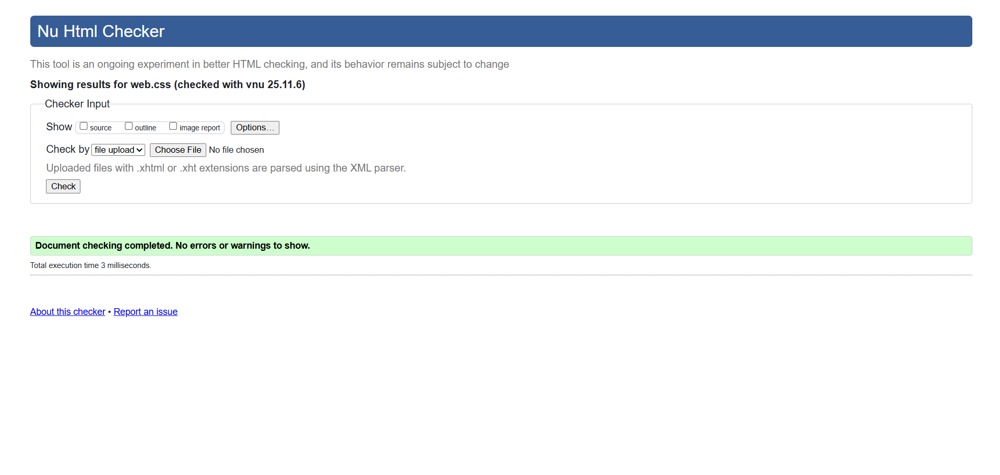 Nu Html Checker
This tool is an ongoing experiment in better HTML checking, and its behavior remains subject to change
Showing results for web.css (checked with vnu 25.11.6)
Checker Input
Show source outline image report Options…
Check by file upload Choose File No file chosen
Uploaded files with .xhtml or .xht extensions are parsed using the XML parser.
Check
Document checking completed. No errors or warnings to show.
Total execution time 3 milliseconds.
About this checker • Report an issue